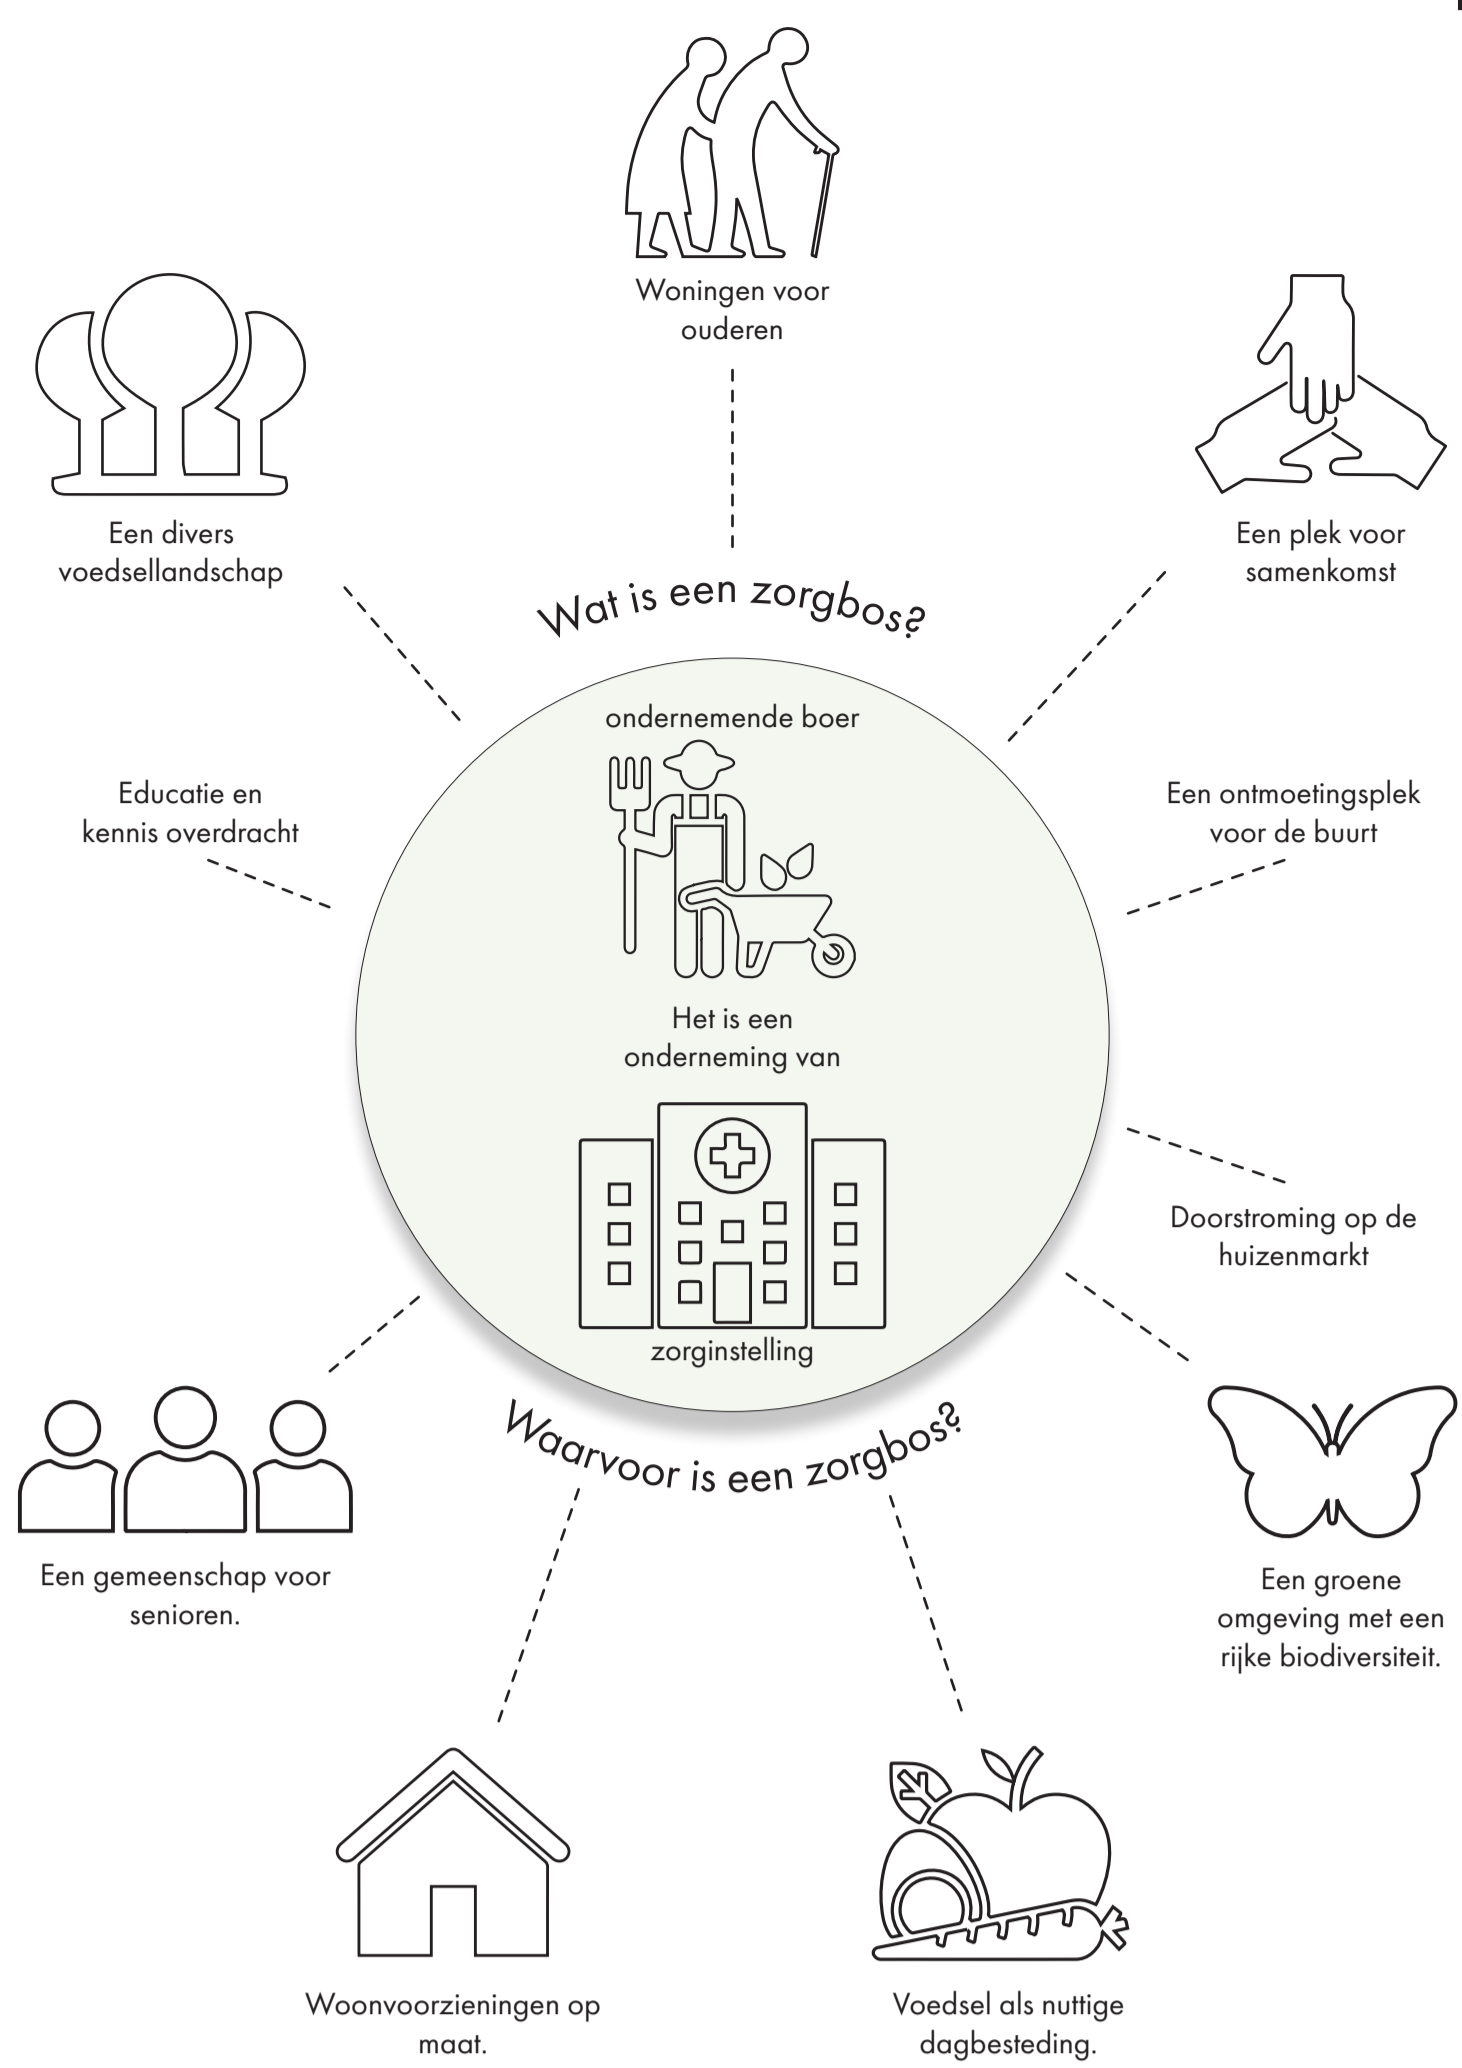 Woningen voor
ouderen
Een divers
voedsellandschap
Een plek voor
samenkomst
Wat is een zorgbos?
ondernemende boer
Educatie en
kennis overdracht
Een ontmoetingsplek
voor de buurt
Het is een
onderneming van
Doorstroming op de
huizenmarkt
zorginstelling
Waarvoor is een zorgbos?
Een gemeenschap voor
senioren.
Een groene
omgeving met een
rijke biodiversiteit.
Woonvoorzieningen op
maat.
Voedsel als nuttige
dagbesteding.